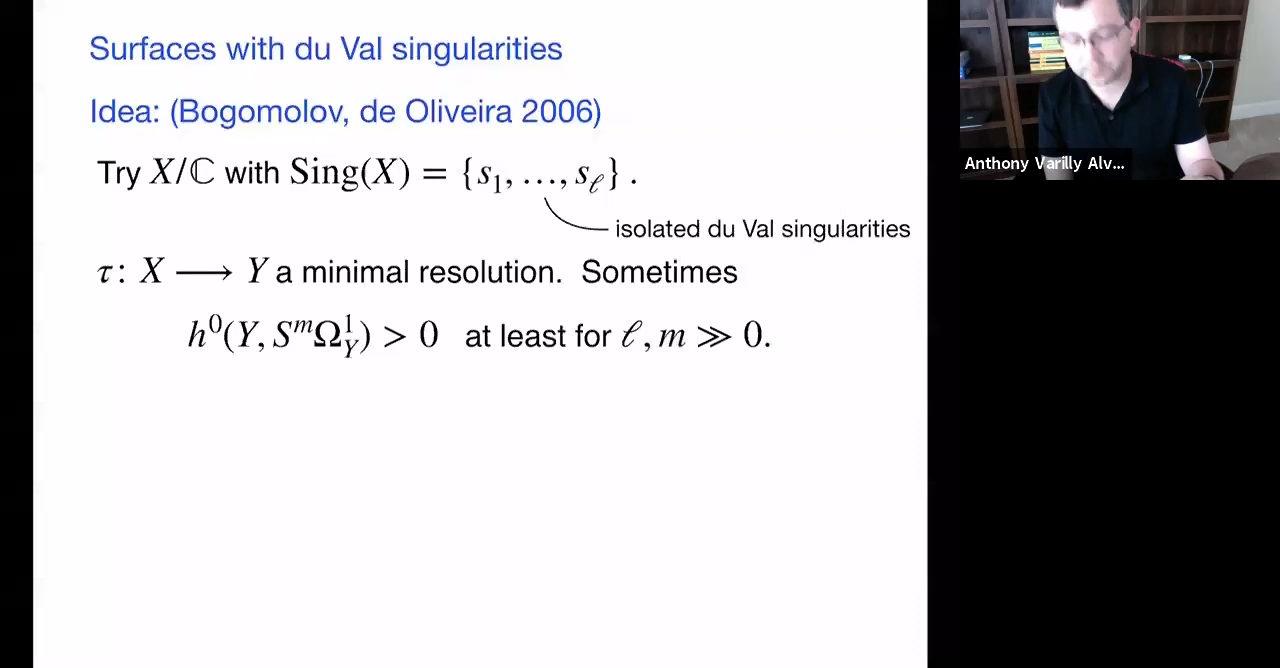 Surfaces with du Val singularities
Idea: (Bogomolov, de Oliveira 2006)
Try X/ℂ with Sing(X) = {s₁, …, s_ℓ} .
isolated du Val singularities
τ: X ⟶ Y a minimal resolution. Sometimes
h⁰(Y, SᵐΩ¹_Y) > 0 at least for ℓ, m ≫ 0.
Anthony Varilly Alv...